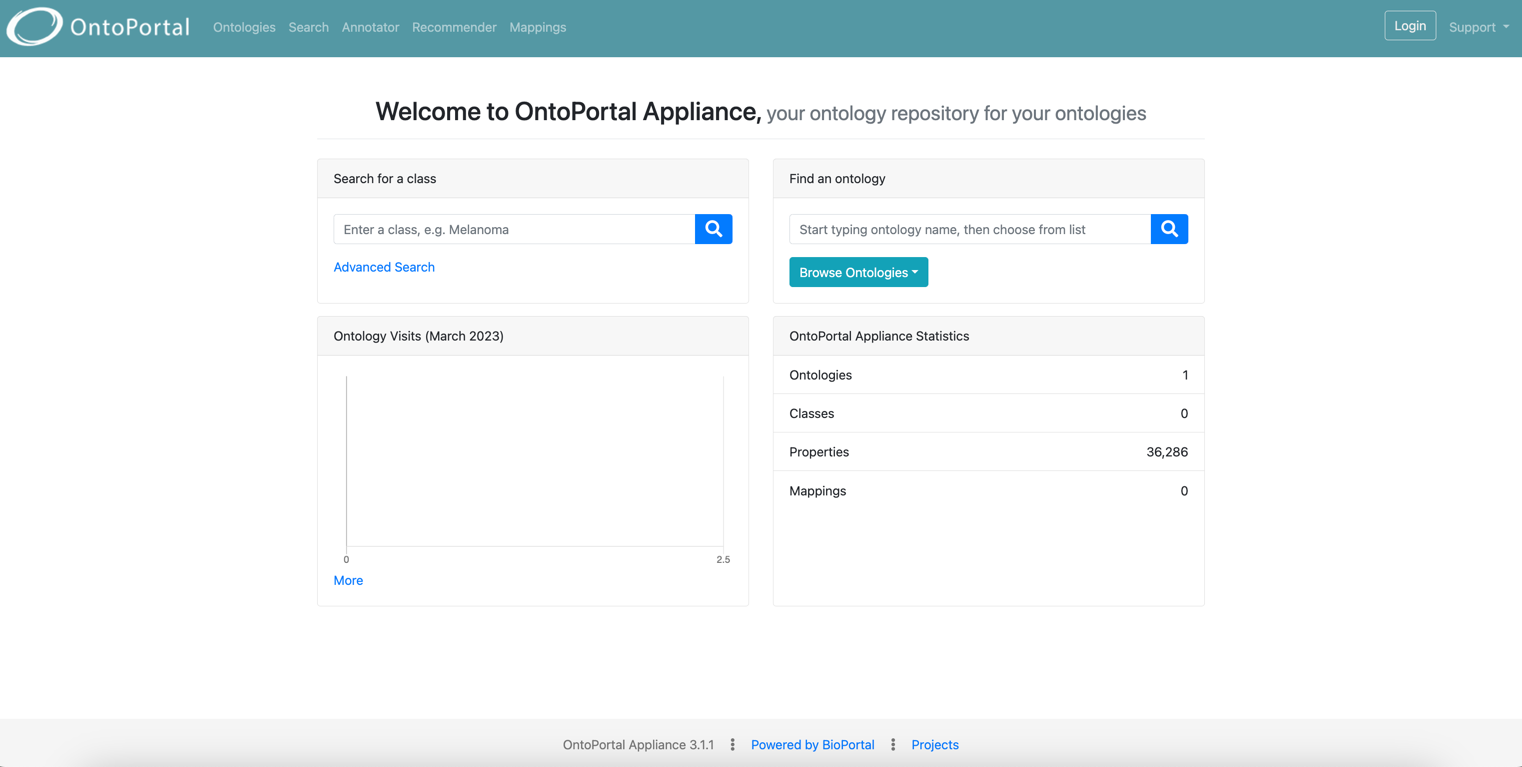 OntoPortal
Ontologies Search Annotator Recommender Mappings
Login Support
Welcome to OntoPortal Appliance, your ontology repository for your ontologies
Search for a class
Enter a class, e.g. Melanoma
Advanced Search
Find an ontology
Start typing ontology name, then choose from list
Browse Ontologies
Ontology Visits (March 2023)
0 2.5
More
OntoPortal Appliance Statistics
Ontologies 1
Classes 0
Properties 36,286
Mappings 0
OntoPortal Appliance 3.1.1 Powered by BioPortal Projects